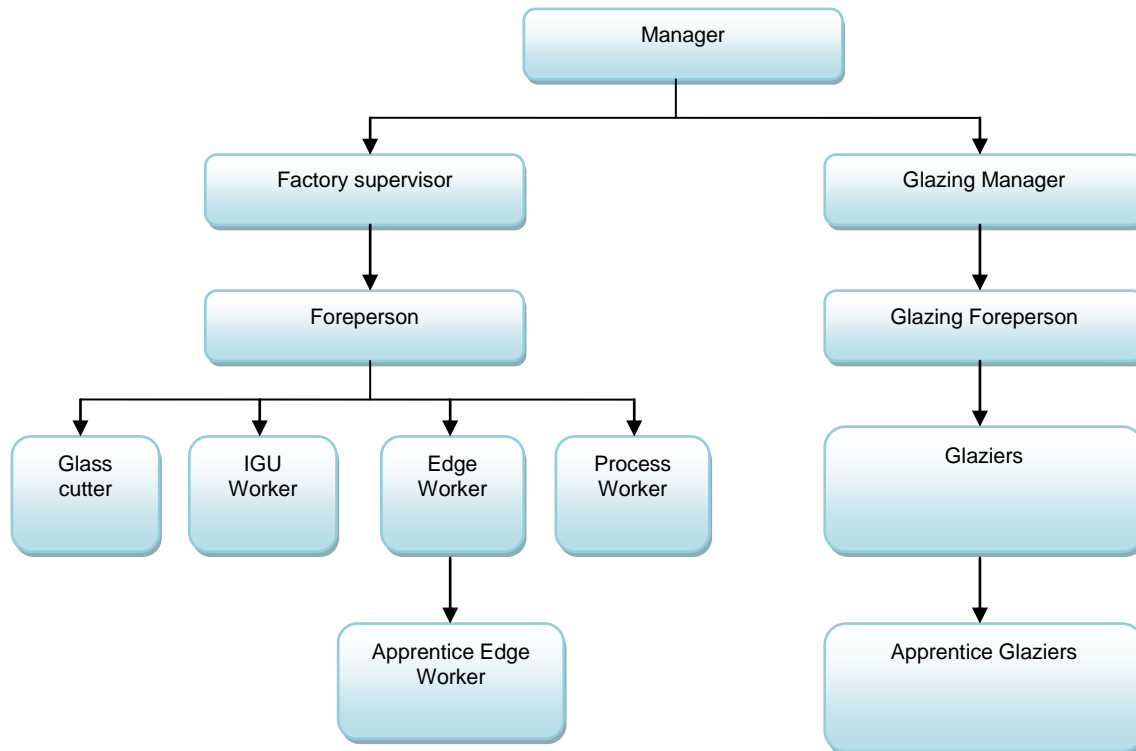 Manager
Factory supervisor
Glazing Manager
Foreperson
Glazing Foreperson
Glass
cutter
IGU
Worker
Edge
Worker
Process
Worker
Glaziers
Apprentice Edge
Worker
Apprentice Glaziers